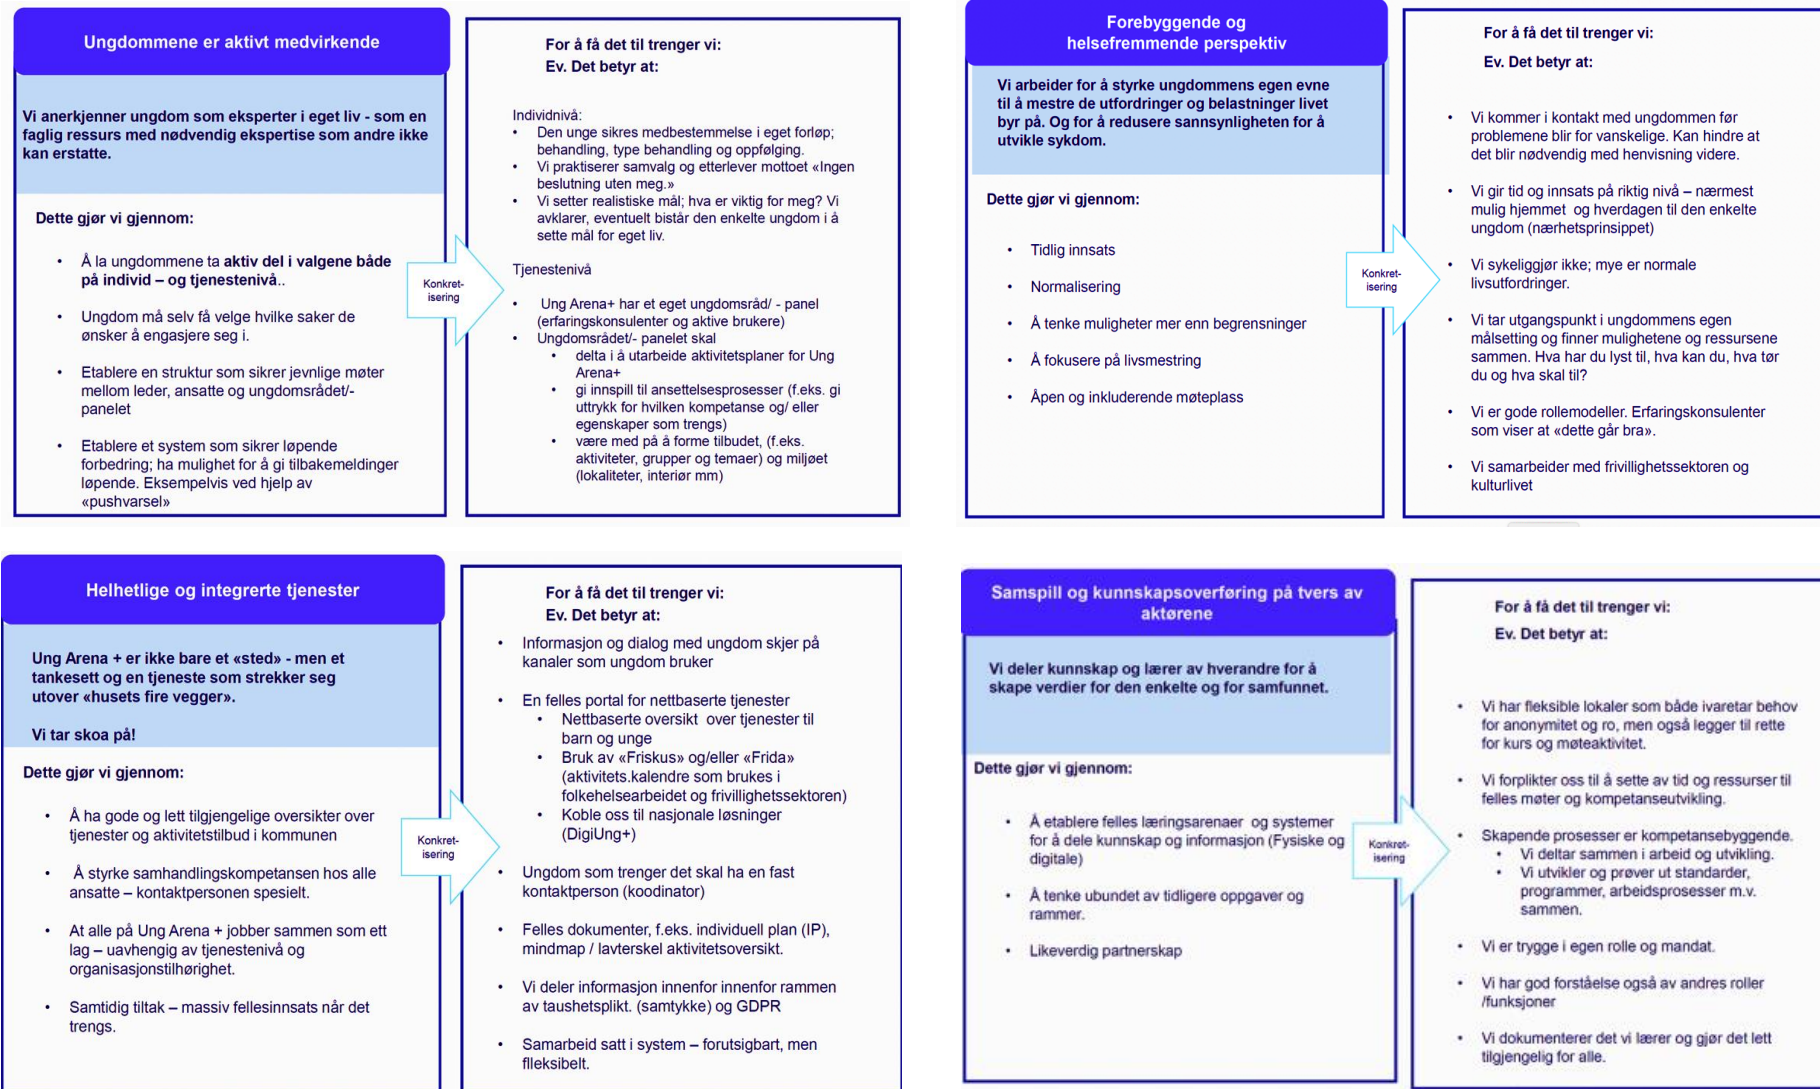 Ungdommene er aktivt medvirkende
Vi anerkjenner ungdom som eksperter i eget liv - som en
faglig ressurs med nødvendig ekspertise som andre ikke
kan erstatte.
Dette gjør vi gjennom:
• Å la ungdommene ta aktiv del i valgene både
på individ – og tjenestenivå..
• Ungdom må selv få velge hvilke saker de
ønsker å engasjere seg i.
• Etablere en struktur som sikrer jevnlige møter
mellom leder, ansatte og ungdomsrådet/-
panelet
• Etablere et system som sikrer løpende
forbedring; ha mulighet for å gi tilbakemeldinger
løpende. Eksempelvis ved hjelp av
«pushvarsel»
Konkret-
isering
For å få det til trenger vi:
Ev. Det betyr at:
Individnivå:
• Den unge sikres medbestemmelse i eget forløp;
behandling, type behandling og oppfølging.
• Vi praktiserer samvalg og etterlever mottoet «Ingen
beslutning uten meg.»
• Vi setter realistiske mål; hva er viktig for meg? Vi
avklarer, eventuelt bistår den enkelte ungdom i å
sette mål for eget liv.
Tjenestenivå
• Ung Arena+ har et eget ungdomsråd/ - panel
(erfaringskonsulenter og aktive brukere)
• Ungdomsrådet/- panelet skal
• delta i å utarbeide aktivitetsplaner for Ung
Arena+
• gi innspill til ansettelsesprosesser (f.eks. gi
uttrykk for hvilken kompetanse og/ eller
egenskaper som trengs)
• være med på å forme tilbudet, (f.eks.
aktiviteter, grupper og temaer) og miljøet
(lokaliteter, interiør mm)
Forebyggende og
helsefremmende perspektiv
Vi arbeider for å styrke ungdommens egen evne
til å mestre de utfordringer og belastninger livet
byr på. Og for å redusere sannsynligheten for å
utvikle sykdom.
Dette gjør vi gjennom:
• Tidlig innsats
• Normalisering
• Å tenke muligheter mer enn begrensninger
• Å fokusere på livsmestring
• Åpen og inkluderende møteplass
Konkret-
isering
For å få det til trenger vi:
Ev. Det betyr at:
• Vi kommer i kontakt med ungdommen før
problemene blir for vanskelige. Kan hindre at
det blir nødvendig med henvisning videre.
• Vi gir tid og innsats på riktig nivå – nærmest
mulig hjemmet og hverdagen til den enkelte
ungdom (nærhetsprinsippet)
• Vi sykeliggjør ikke; mye er normale
livsutfordringer.
• Vi tar utgangspunkt i ungdommens egen
målsetting og finner mulighetene og ressursene
sammen. Hva har du lyst til, hva kan du, hva tør
du og hva skal til?
• Vi er gode rollemodeller. Erfaringskonsulenter
som viser at «dette går bra».
• Vi samarbeider med frivillighetssektoren og
kulturlivet
Helhetlige og integrerte tjenester
Ung Arena + er ikke bare et «sted» - men et
tankesett og en tjeneste som strekker seg
utover «husets fire vegger».
Vi tar skoa på!
Dette gjør vi gjennom:
• Å ha gode og lett tilgjengelige oversikter over
tjenester og aktivitetstilbud i kommunen
• Å styrke samhandlingskompetansen hos alle
ansatte – kontaktpersonen spesielt.
• At alle på Ung Arena + jobber sammen som ett
lag – uavhengig av tjenestenivå og
organisasjonstilhørighet.
• Samtidig tiltak – massiv fellesinnsats når det
trengs.
Konkret-
isering
For å få det til trenger vi:
Ev. Det betyr at:
• Informasjon og dialog med ungdom skjer på
kanaler som ungdom bruker
• En felles portal for nettbaserte tjenester
• Nettbaserte oversikt over tjenester til
barn og unge
• Bruk av «Friskus» og/eller «Frida»
(aktivitets.kalendre som brukes i
folkehelsearbeidet og frivillighetssektoren)
• Koble oss til nasjonale løsninger
(DigiUng+)
• Ungdom som trenger det skal ha en fast
kontaktperson (koodinator)
• Felles dokumenter, f.eks. individuell plan (IP),
mindmap / lavterskel aktivitetsoversikt.
• Vi deler informasjon innenfor innenfor rammen
av taushetsplikt. (samtykke) og GDPR
• Samarbeid satt i system – forutsigbart, men
flleksibelt.
Samspill og kunnskapsoverføring på tvers av
aktørene
Vi deler kunnskap og lærer av hverandre for å
skape verdier for den enkelte og for samfunnet.
Dette gjør vi gjennom:
• Å etablere felles læringsarenaer og systemer
for å dele kunnskap og informasjon (Fysiske og
digitale)
• Å tenke ubundet av tidligere oppgaver og
rammer.
• Likeverdig partnerskap
Konkret-
isering
For å få det til trenger vi:
Ev. Det betyr at:
• Vi har fleksible lokaler som både ivaretar behov
for anonymitet og ro, men også legger til rette
for kurs og møteaktivitet.
• Vi forplikter oss til å sette av tid og ressurser til
felles møter og kompetanseutvikling.
• Skapende prosesser er kompetansebyggende.
• Vi deltar sammen i arbeid og utvikling.
• Vi utvikler og prøver ut standarder,
programmer, arbeidsprosesser m.v.
sammen.
• Vi er trygge i egen rolle og mandat.
• Vi har god forståelse også av andres roller
/funksjoner
• Vi dokumenterer det vi lærer og gjør det lett
tilgjengelig for alle.